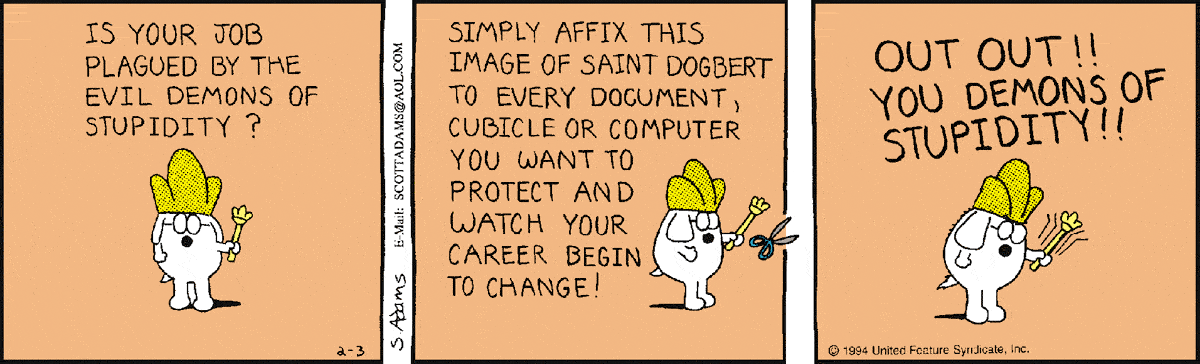 IS YOUR JOB
PLAGUED BY THE
EVIL DEMONS OF
STUPIDITY?
2-3
S. Adams
E-Mail: SCOTTADAMS@AOL.COM
SIMPLY AFFIX THIS
IMAGE OF SAINT DOGBERT
TO EVERY DOCUMENT,
CUBICLE OR COMPUTER
YOU WANT TO
PROTECT AND
WATCH YOUR
CAREER BEGIN
TO CHANGE!
OUT OUT!!
YOU DEMONS OF
STUPIDITY!!
© 1994 United Feature Syndicate, Inc.